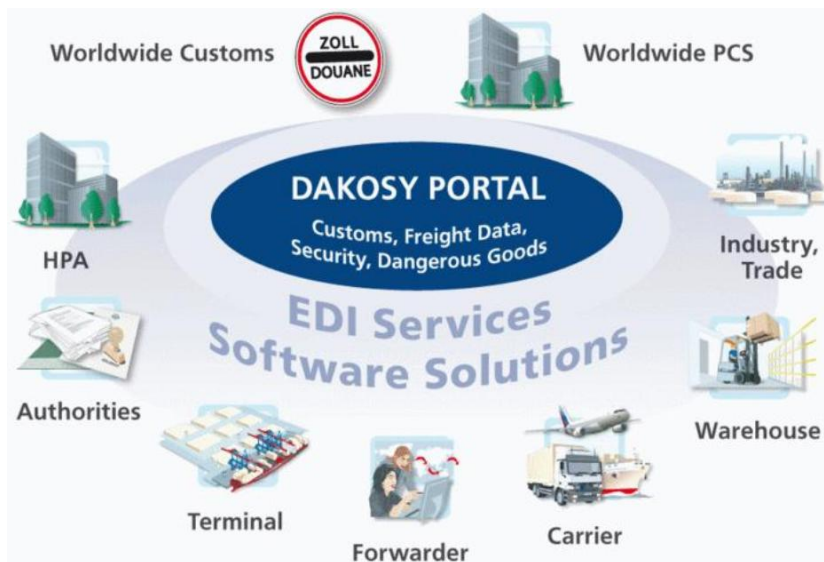 Worldwide Customs
ZOLL
DOUANE
Worldwide PCS
DAKOSY PORTAL
Customs, Freight Data,
Security, Dangerous Goods
HPA
Industry,
Trade
EDI Services
Software Solutions
Authorities
Warehouse
Terminal
Carrier
Forwarder